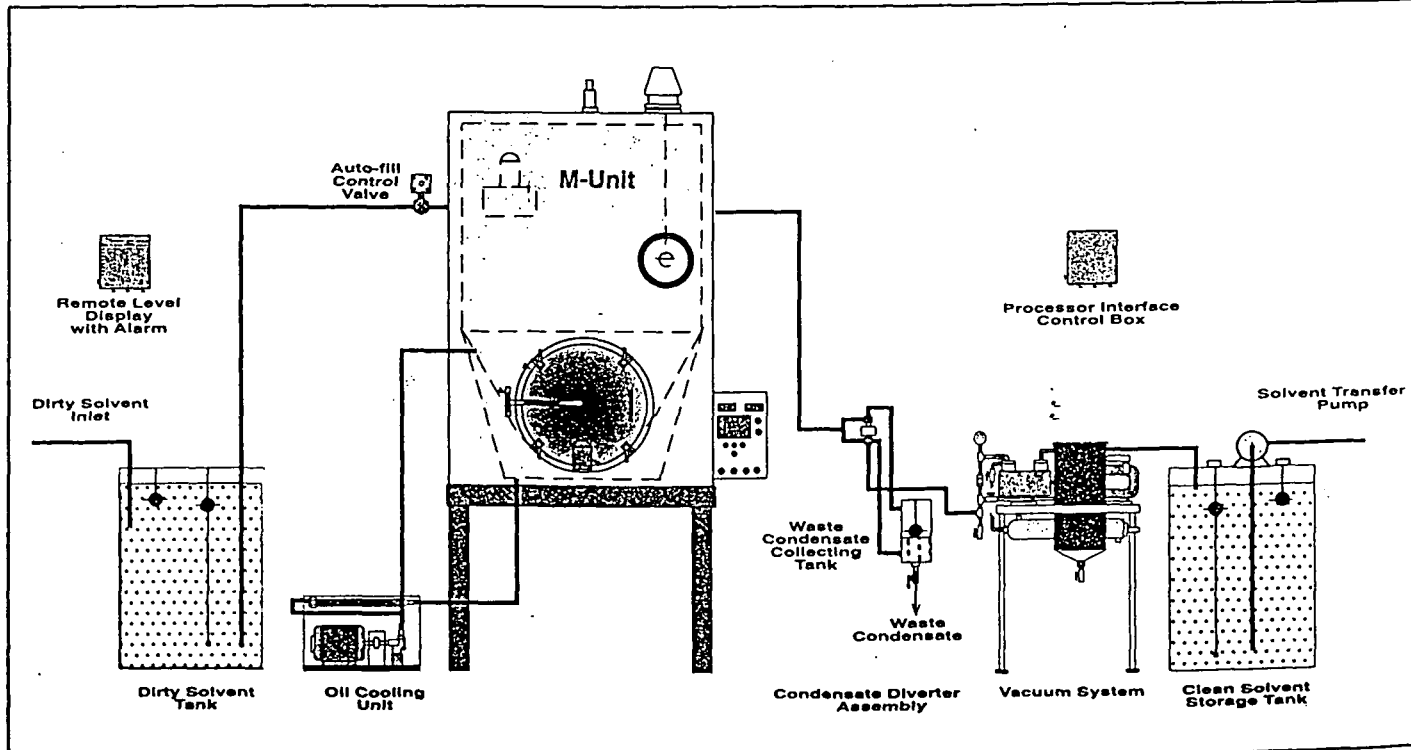 M-Unit
e
Auto-fill
Control
Valve
Remote Level
Display
with Alarm
Processor Interface
Control Box
Dirty Solvent
Inlet
Solvent Transfer
Pump
Waste
Condensate
Collecting
Tank
Waste
Condensate
Dirty Solvent
Tank
Oil Cooling
Unit
Condensate Diverter
Assembly
Vacuum System
Clean Solvent
Storage Tank